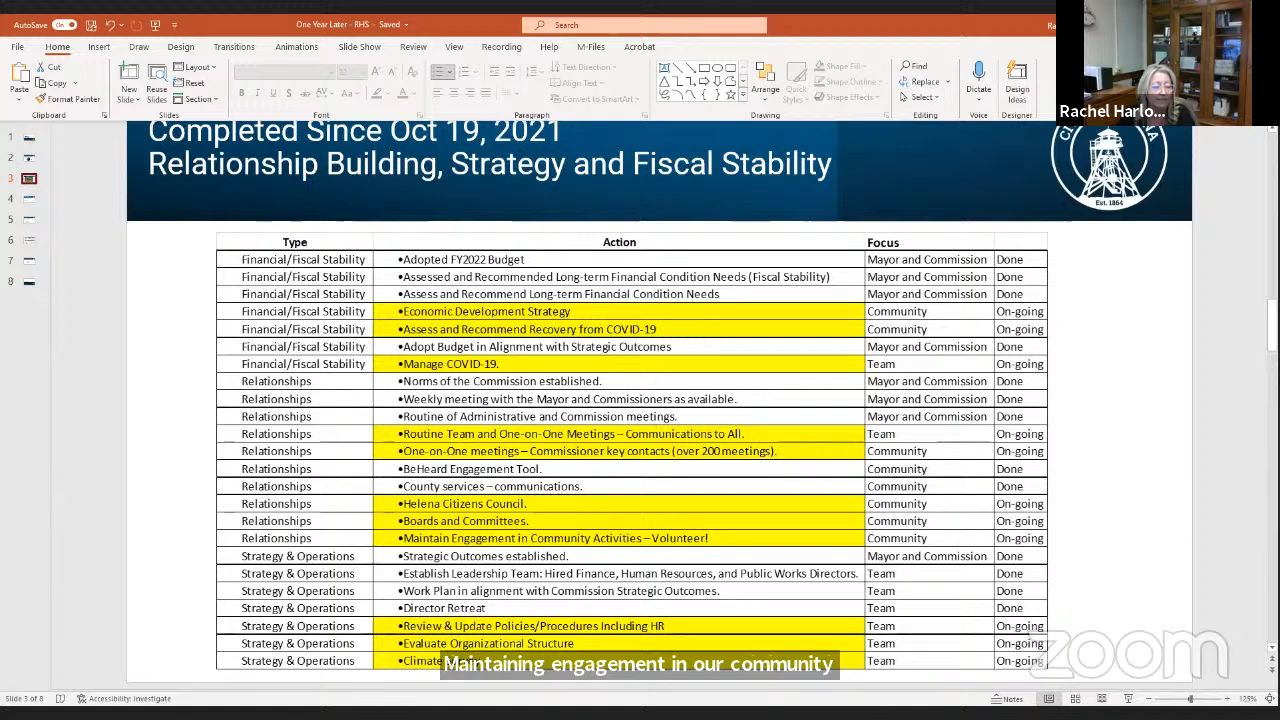 AutoSave On One Year Later - RHS - Saved Search
File Home Insert Draw Design Transitions Animations Slide Show Review View Recording Help M-Files Acrobat
Paste Cut Copy Format Painter Clipboard
New Slide Reuse Slides Layout Reset Section Slides
B I U S Aa A Font
Text Direction Align Text Convert to SmartArt Paragraph
Arrange Quick Styles Shape Fill Shape Outline Shape Effects Drawing
Find Replace Select Editing
Dictate Voice
Design Ideas Designer
Rachel Harlo...
1
2
3
4
5
6
7
8
Completed Since Oct 19, 2021
Relationship Building, Strategy and Fiscal Stability
Est. 1864
Type Action Focus
Financial/Fiscal Stability •Adopted FY2022 Budget Mayor and Commission Done
Financial/Fiscal Stability •Assessed and Recommended Long-term Financial Condition Needs (Fiscal Stability) Mayor and Commission Done
Financial/Fiscal Stability •Assess and Recommend Long-term Financial Condition Needs Mayor and Commission Done
Financial/Fiscal Stability •Economic Development Strategy Community On-going
Financial/Fiscal Stability •Assess and Recommend Recovery from COVID-19 Community On-going
Financial/Fiscal Stability •Adopt Budget in Alignment with Strategic Outcomes Mayor and Commission Done
Financial/Fiscal Stability •Manage COVID-19. Team On-going
Relationships •Norms of the Commission established. Mayor and Commission Done
Relationships •Weekly meeting with the Mayor and Commissioners as available. Mayor and Commission Done
Relationships •Routine of Administrative and Commission meetings. Mayor and Commission Done
Relationships •Routine Team and One-on-One Meetings – Communications to All. Team On-going
Relationships •One-on-One meetings – Commissioner key contacts (over 200 meetings). Community On-going
Relationships •BeHeard Engagement Tool. Community Done
Relationships •County services – communications. Community Done
Relationships •Helena Citizens Council. Community On-going
Relationships •Boards and Committees. Community On-going
Relationships •Maintain Engagement in Community Activities – Volunteer! Community On-going
Strategy & Operations •Strategic Outcomes established. Mayor and Commission Done
Strategy & Operations •Establish Leadership Team: Hired Finance, Human Resources, and Public Works Directors. Team Done
Strategy & Operations •Work Plan in alignment with Commission Strategic Outcomes. Team Done
Strategy & Operations •Director Retreat Team Done
Strategy & Operations •Review & Update Policies/Procedures Including HR Team On-going
Strategy & Operations •Evaluate Organizational Structure Team On-going
Strategy & Operations •Climate Team On-going
Maintaining engagement in our community
zoom
Slide 3 of 8 Accessibility: Investigate Notes 125%